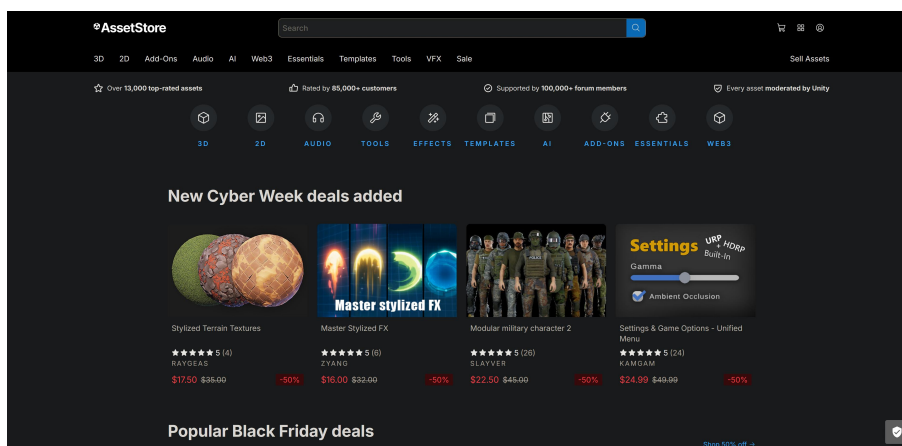 AssetStore
Search
3D 2D Add-Ons Audio AI Web3 Essentials Templates Tools VFX Sale Sell Assets
Over 13,000 top-rated assets Rated by 85,000+ customers Supported by 100,000+ forum members Every asset moderated by Unity
3D 2D AUDIO TOOLS EFFECTS TEMPLATES AI ADD-ONS ESSENTIALS WEB3
New Cyber Week deals added
Master stylized FX
Settings URP + HDRP Built-In
Gamma
Ambient Occlusion
Stylized Terrain Textures
5 (4)
RAYGEAS
$17.50 $35.00 -50%
Master Stylized FX
5 (6)
ZYANG
$16.00 $32.00 -50%
Modular military character 2
5 (26)
SLAYVER
$22.50 $45.00 -50%
Settings & Game Options - Unified
Menu
5 (24)
KAMGAM
$24.99 $49.99 -50%
Popular Black Friday deals
Shop 50% off →